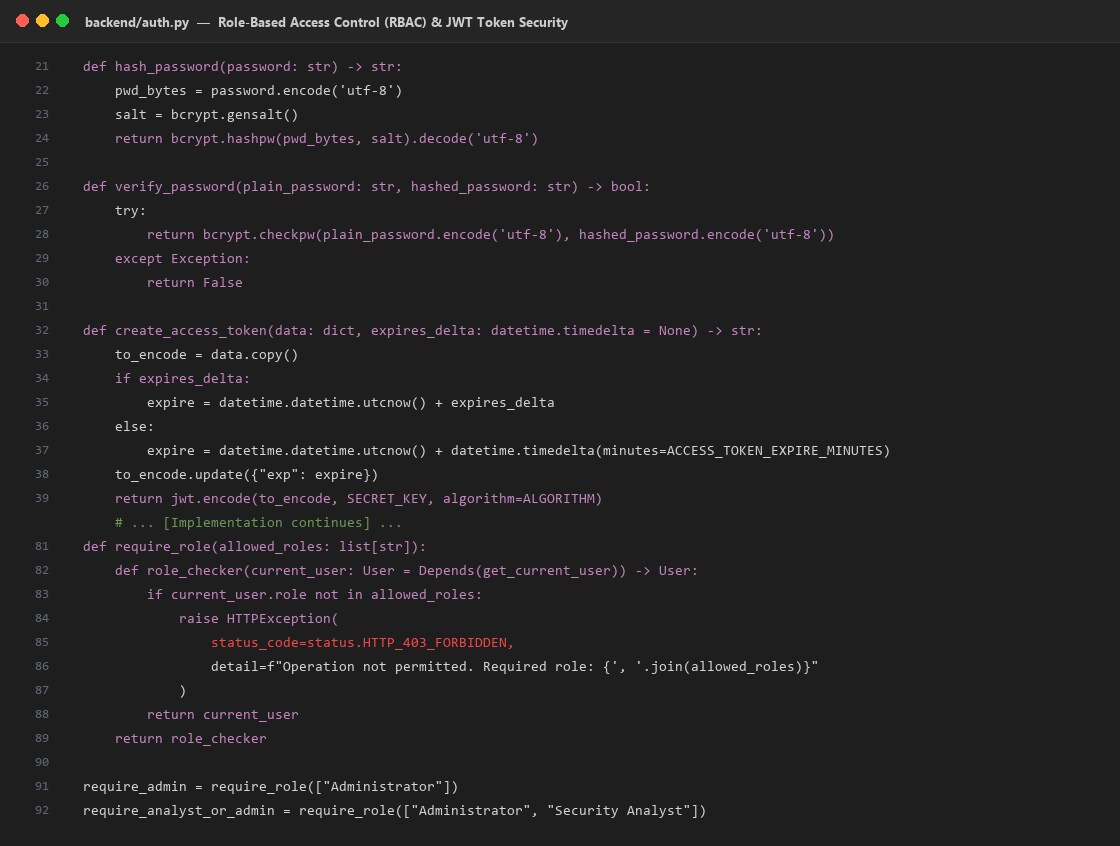 backend/auth.py — Role-Based Access Control (RBAC) & JWT Token Security
21 def hash_password(password: str) -> str:
22     pwd_bytes = password.encode('utf-8')
23     salt = bcrypt.gensalt()
24     return bcrypt.hashpw(pwd_bytes, salt).decode('utf-8')
25
26 def verify_password(plain_password: str, hashed_password: str) -> bool:
27     try:
28         return bcrypt.checkpw(plain_password.encode('utf-8'), hashed_password.encode('utf-8'))
29     except Exception:
30         return False
31
32 def create_access_token(data: dict, expires_delta: datetime.timedelta = None) -> str:
33     to_encode = data.copy()
34     if expires_delta:
35         expire = datetime.datetime.utcnow() + expires_delta
36     else:
37         expire = datetime.datetime.utcnow() + datetime.timedelta(minutes=ACCESS_TOKEN_EXPIRE_MINUTES)
38     to_encode.update({"exp": expire})
39     return jwt.encode(to_encode, SECRET_KEY, algorithm=ALGORITHM)
    # ... [Implementation continues] ...
81 def require_role(allowed_roles: list[str]):
82     def role_checker(current_user: User = Depends(get_current_user)) -> User:
83         if current_user.role not in allowed_roles:
84             raise HTTPException(
85                 status_code=status.HTTP_403_FORBIDDEN,
86                 detail=f"Operation not permitted. Required role: {', '.join(allowed_roles)}"
87             )
88         return current_user
89     return role_checker
90
91 require_admin = require_role(["Administrator"])
92 require_analyst_or_admin = require_role(["Administrator", "Security Analyst"])